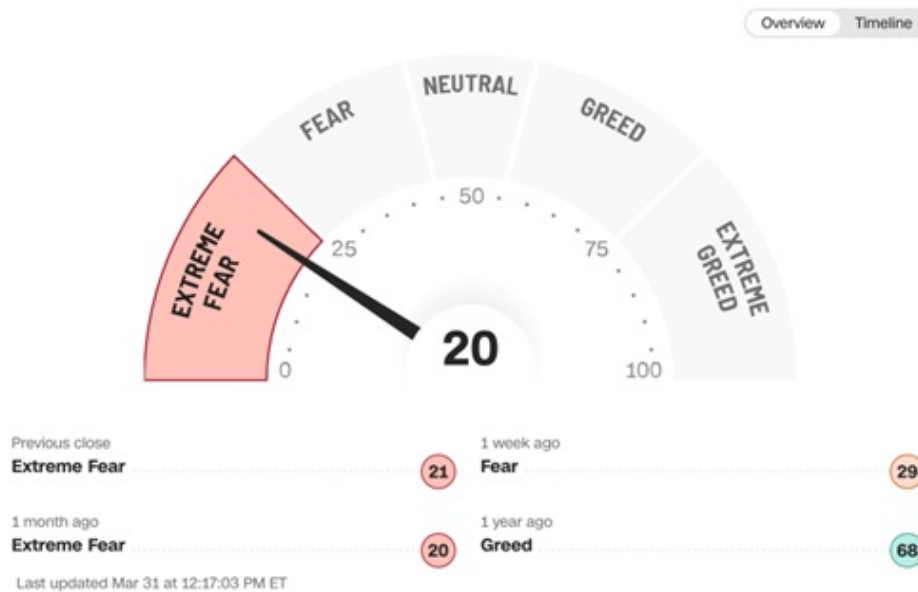 Overview Timeline
FEAR
NEUTRAL
GREED
EXTREME
FEAR
EXTREME
GREED
0
25
50
75
100
20
Previous close
Extreme Fear 21
1 week ago
Fear 29
1 month ago
Extreme Fear 20
1 year ago
Greed 68
Last updated Mar 31 at 12:17:03 PM ET